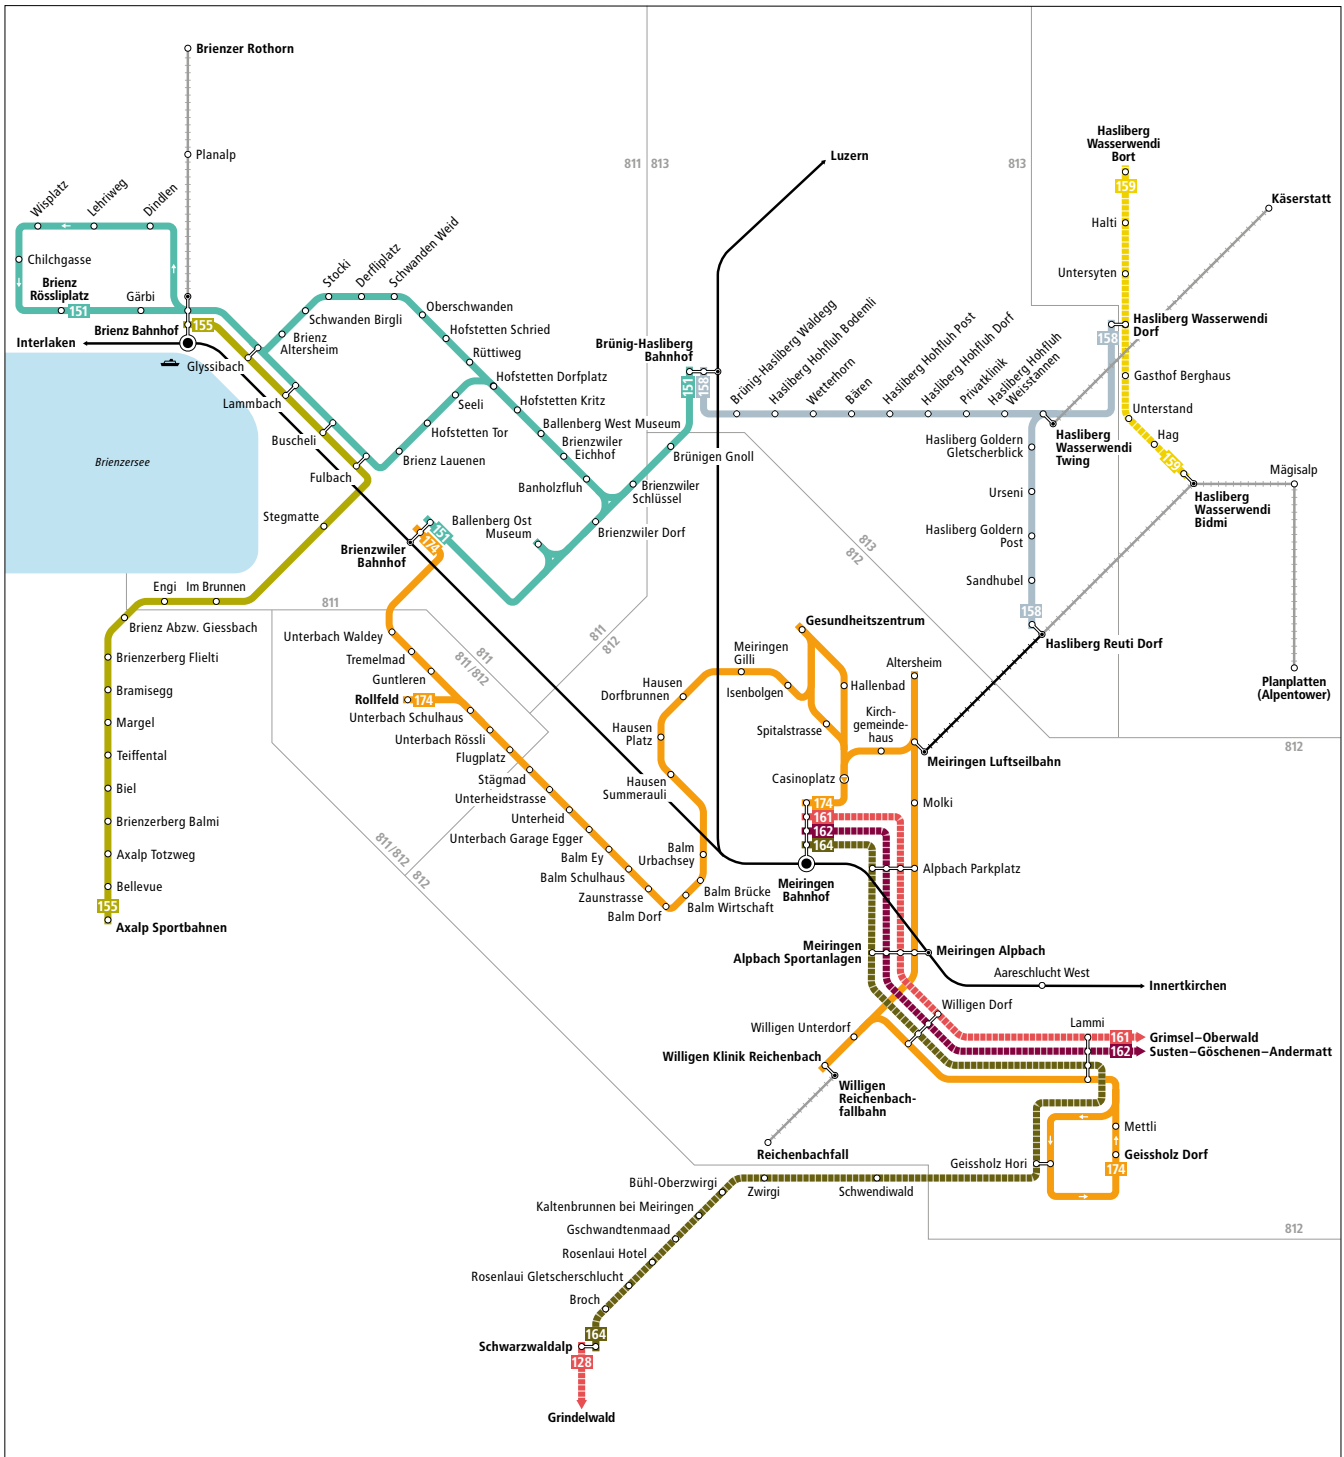 Brienzer Rothorn
Planalp
811
813
Luzern
813
Hasliberg
Wasserwendi
Bort
159
Käserstatt
Halti
Untersyten
Wisplatz
Lehriweg
Dindlen
Chilchgasse
Brienz
Rössliplatz
151
Gärbi
Brienz Bahnhof
155
Interlaken
Glyssibach
Lammbach
Buscheli
Fulbach
Stegmatte
Brienzersee
Brienz
Altersheim
Schwanden Birgli
Stocki
Derfliplatz
Schwanden Weid
Oberschwanden
Hofstetten Schried
Rüttiweg
Hofstetten Dorfplatz
Hofstetten Kritz
Ballenberg West Museum
Brienzwiler
Eichhof
Banholzfluh
Seeli
Hofstetten Tor
Brienz Lauenen
Brünig-Hasliberg
Bahnhof
151
158
Brünigen Gnoll
Brienzwiler
Schlüssel
Brienzwiler Dorf
Ballenberg Ost
Museum
151
174
Brienzwiler
Bahnhof
Brünig-Hasliberg Waldegg
Hasliberg Hohfluh Bodemli
Wetterhorn
Bären
Hasliberg Hohfluh Post
Hasliberg Hohfluh Dorf
Privatklinik
Hasliberg Hohfluh
Weisstannen
Hasliberg
Wasserwendi
Twing
158
Hasliberg Wasserwendi
Dorf
Gasthof Berghaus
Unterstand
Hag
159
Hasliberg
Wasserwendi
Bidmi
Mägisalp
Planplatten
(Alpentower)
Hasliberg Goldern
Gletscherblick
Urseni
Hasliberg Goldern
Post
Sandhubel
158
Hasliberg Reuti Dorf
813
812
811
812
811
811
811/812
812
811/812
812
Engi
Im Brunnen
Brienz Abzw. Giessbach
Brienzerberg Flielti
Bramisegg
Margel
Teiffental
Biel
Brienzerberg Balmi
Axalp Totzweg
Bellevue
155
Axalp Sportbahnen
Unterbach Waldey
Tremelmad
Guntleren
Rollfeld
174
Unterbach Schulhaus
Unterbach Rössli
Flugplatz
Stägmad
Unterheidstrasse
Unterheid
Unterbach Garage Egger
Balm Ey
Balm Schulhaus
Zaunstrasse
Balm Dorf
Balm Wirtschaft
Balm Brücke
Balm
Urbachsey
Hausen
Summerauli
Hausen
Platz
Hausen
Dorfbrunnen
Meiringen
Gilli
Isenbolgen
Gesundheitszentrum
Hallenbad
Spitalstrasse
Casinoplatz
Kirch-
gemeinde-
haus
Altersheim
Meiringen Luftseilbahn
Molki
174
161
162
164
Meiringen
Bahnhof
Alpbach Parkplatz
Meiringen
Alpbach Sportanlagen
Meiringen Alpbach
Aareschlucht West
Innertkirchen
Willigen Dorf
Willigen Unterdorf
Willigen Klinik Reichenbach
Willigen
Reichenbach-
fallbahn
Reichenbachfall
Lammi
161
Grimsel–Oberwald
162
Susten–Göschenen–Andermatt
Mettli
Geissholz Dorf
174
Geissholz Hori
812
Schwendiwald
Zwirgi
Bühl-Oberzwirgi
Kaltenbrunnen bei Meiringen
Gschwandtenmaad
Rosenlaui Hotel
Rosenlaui Gletscherschlucht
Broch
164
Schwarzwaldalp
128
Grindelwald